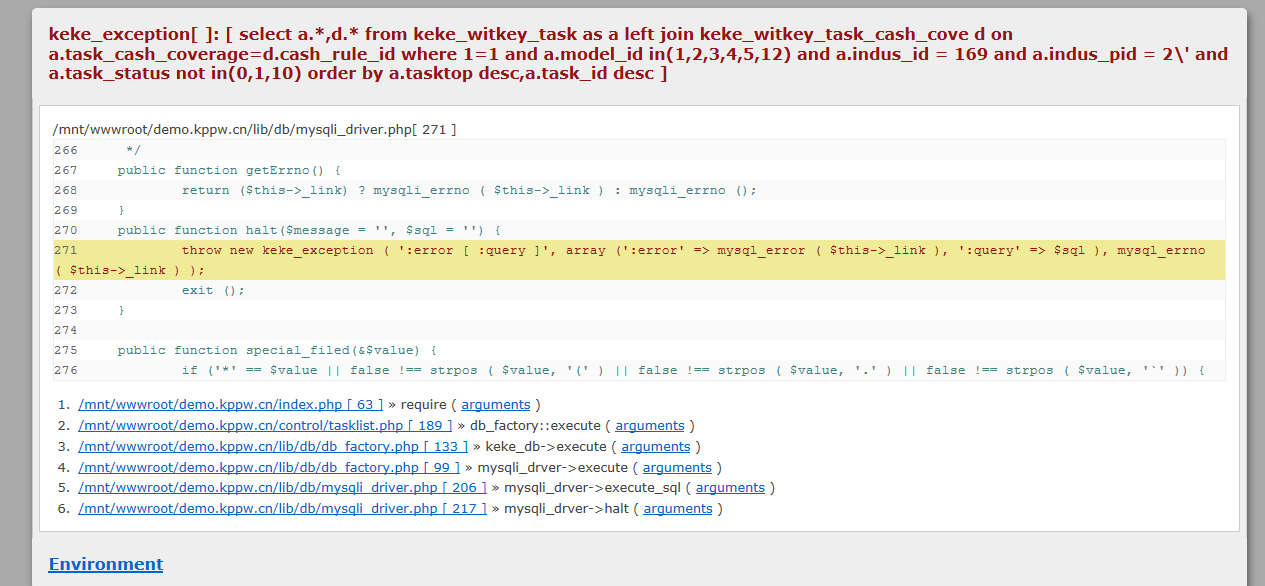 keke_exception[ ]: [ select a.*,d.* from keke_witkey_task as a left join keke_witkey_task_cash_cove d on
a.task_cash_coverage=d.cash_rule_id where 1=1 and a.model_id in(1,2,3,4,5,12) and a.indus_id = 169 and a.indus_pid = 2\' and
a.task_status not in(0,1,10) order by a.tasktop desc,a.task_id desc ]
/mnt/wwwroot/demo.kppw.cn/lib/db/mysqli_driver.php[ 271 ]
266 */
267 public function getErrno() {
268 return ($this->_link) ? mysqli_errno ( $this->_link ) : mysqli_errno ();
269 }
270 public function halt($message = '', $sql = '') {
271 throw new keke_exception ( ':error [ :query ]', array (':error' => mysql_error ( $this->_link ), ':query' => $sql ), mysql_errno
( $this->_link ) );
272 exit ();
273 }
274
275 public function special_filed(&$value) {
276 if ('*' == $value || false !== strpos ( $value, '(' ) || false !== strpos ( $value, '.' ) || false !== strpos ( $value, '`' )) {
1. /mnt/wwwroot/demo.kppw.cn/index.php [ 63 ] » require ( arguments )
2. /mnt/wwwroot/demo.kppw.cn/control/tasklist.php [ 189 ] » db_factory::execute ( arguments )
3. /mnt/wwwroot/demo.kppw.cn/lib/db/db_factory.php [ 133 ] » keke_db->execute ( arguments )
4. /mnt/wwwroot/demo.kppw.cn/lib/db/db_factory.php [ 99 ] » mysqli_drver->execute ( arguments )
5. /mnt/wwwroot/demo.kppw.cn/lib/db/mysqli_driver.php [ 206 ] » mysqli_drver->execute_sql ( arguments )
6. /mnt/wwwroot/demo.kppw.cn/lib/db/mysqli_driver.php [ 217 ] » mysqli_drver->halt ( arguments )
Environment